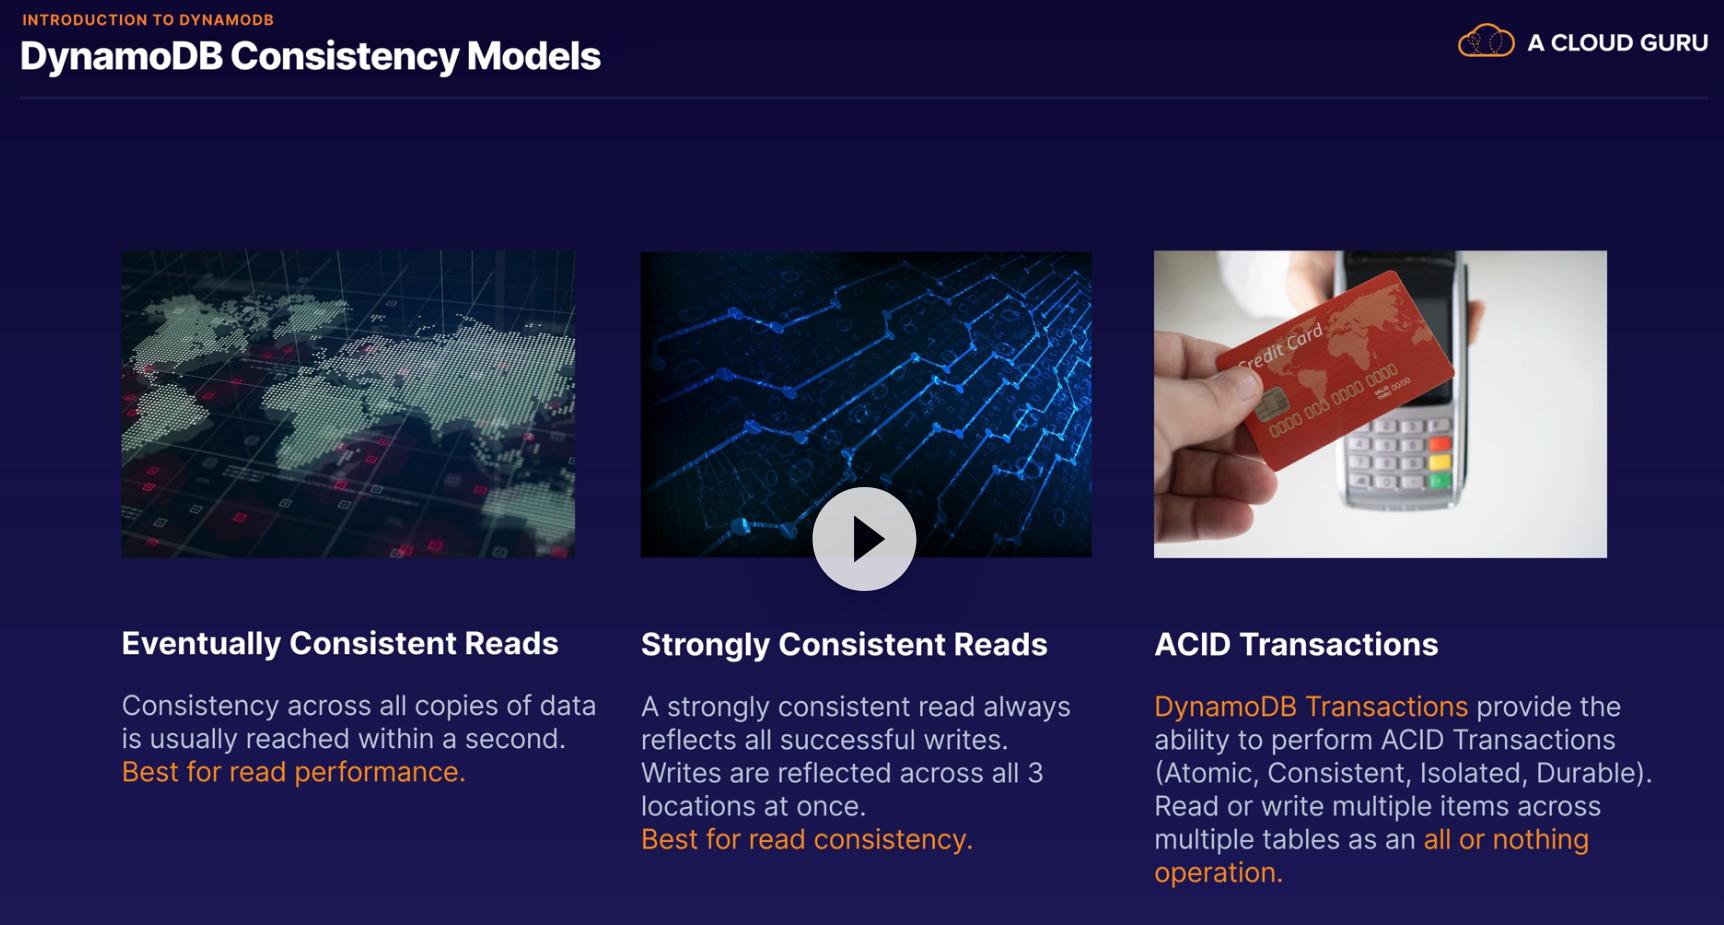 INTRODUCTION TO DYNAMODB
DynamoDB Consistency Models
A CLOUD GURU
Credit Card
0000 000 0000 0000
VALID THRU 00/00
Eventually Consistent Reads
Consistency across all copies of data
is usually reached within a second.
Best for read performance.
Strongly Consistent Reads
A strongly consistent read always
reflects all successful writes.
Writes are reflected across all 3
locations at once.
Best for read consistency.
ACID Transactions
DynamoDB Transactions provide the
ability to perform ACID Transactions
(Atomic, Consistent, Isolated, Durable).
Read or write multiple items across
multiple tables as an all or nothing
operation.